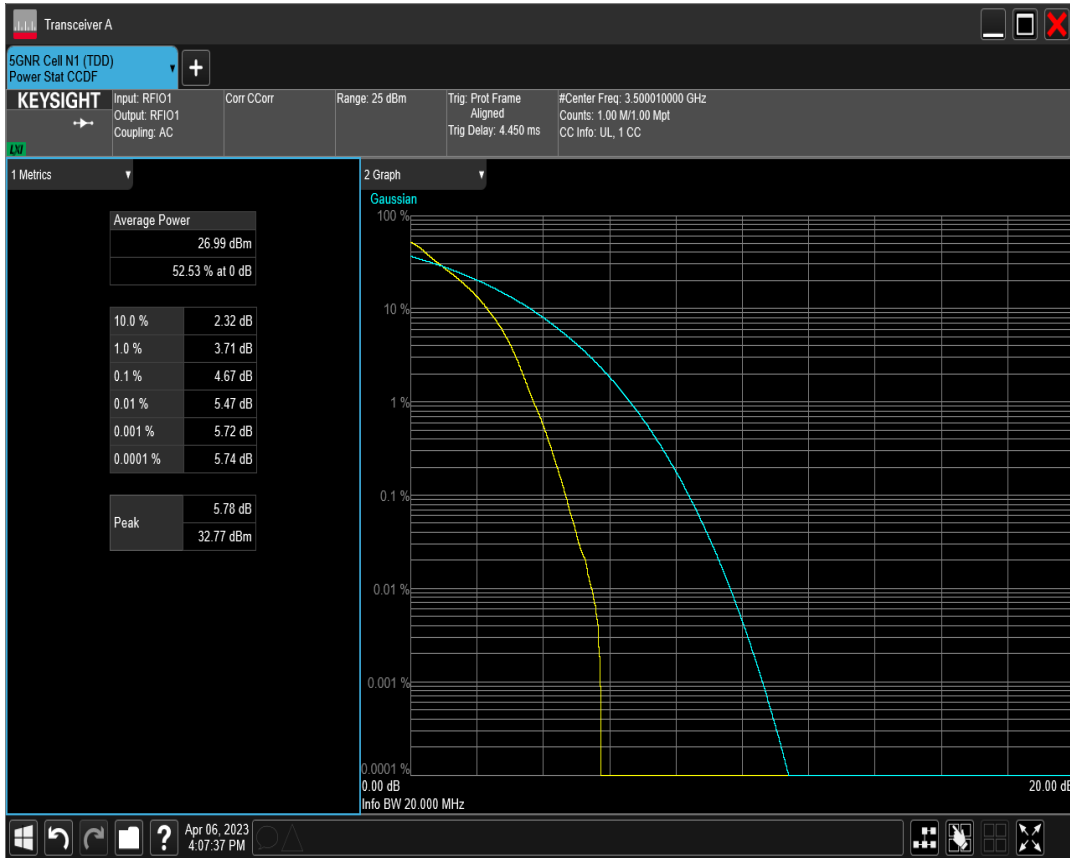 Transceiver A
5GNR Cell N1 (TDD)
Power Stat CCDF
+
KEYSIGHT
LXI
Input: RFIO1
Output: RFIO1
Coupling: AC
Corr CCorr
Range: 25 dBm
Trig: Prot Frame
Aligned
Trig Delay: 4.450 ms
#Center Freq: 3.500010000 GHz
Counts: 1.00 M/1.00 Mpt
CC Info: UL, 1 CC
1 Metrics
Average Power
26.99 dBm
52.53 % at 0 dB
10.0 % 2.32 dB
1.0 % 3.71 dB
0.1 % 4.67 dB
0.01 % 5.47 dB
0.001 % 5.72 dB
0.0001 % 5.74 dB
Peak
5.78 dB
32.77 dBm
2 Graph
Gaussian
100 %
10 %
1 %
0.1 %
0.01 %
0.001 %
0.0001 %
0.00 dB 20.00 dB
Info BW 20.000 MHz
?
Apr 06, 2023
4:07:37 PM